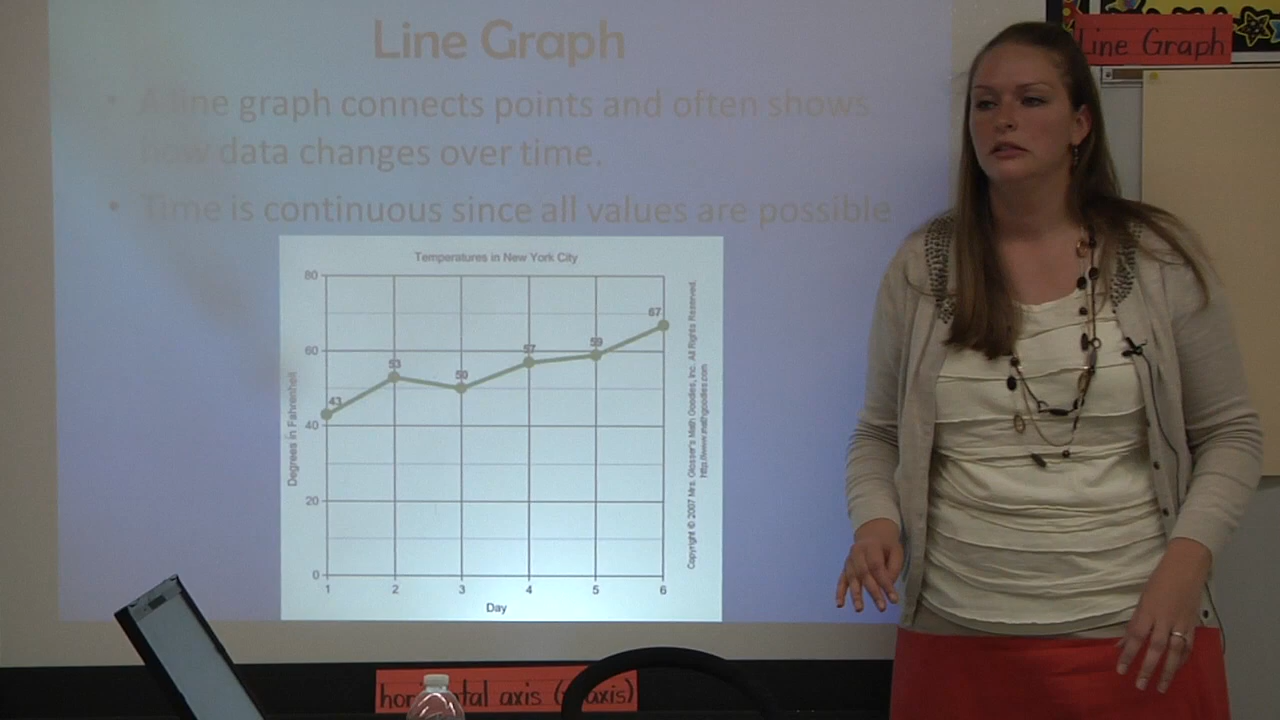 Line Graph
Line Graph
• A line graph connects points and often shows
how data changes over time.
• Time is continuous since all values are possible
Temperatures in New York City
80
60
40
20
0
Degrees in Fahrenheit
43
53
50
57
59
67
1 2 3 4 5 6
Day
Copyright © 2007 Mrs. Glosser's Math Goodies, Inc. All Rights Reserved.
http://www.mathgoodies.com
axis
axis)